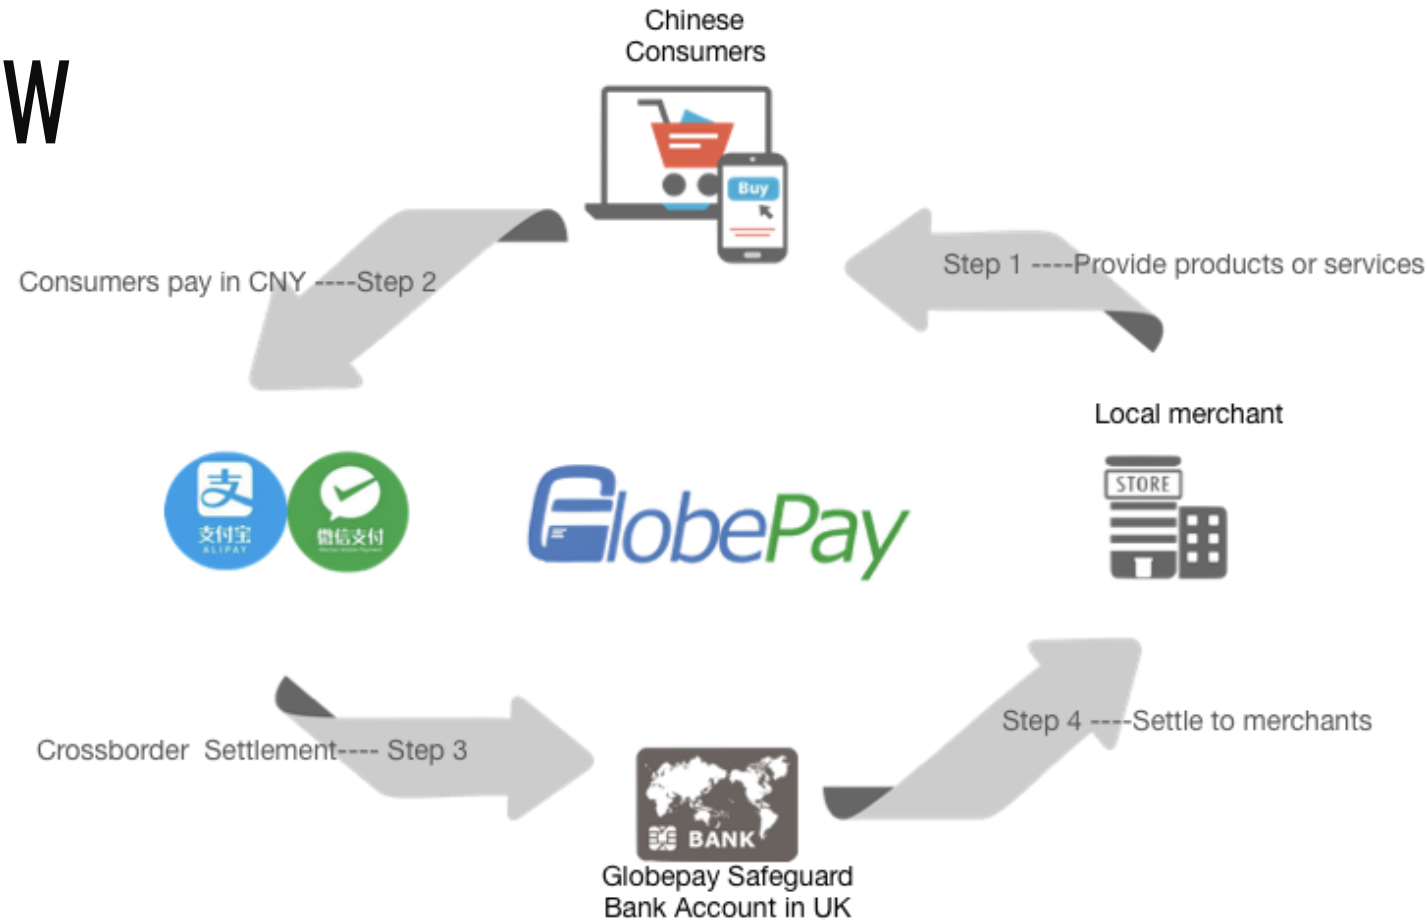 Chinese
Consumers
W
Buy
Consumers pay in CNY ----Step 2
Step 1 ----Provide products or services
Local merchant
STORE
支
支付宝
ALIPAY
微信支付
GlobePay
Crossborder  Settlement---- Step 3
Step 4 ----Settle to merchants
BANK
Globepay Safeguard
Bank Account in UK